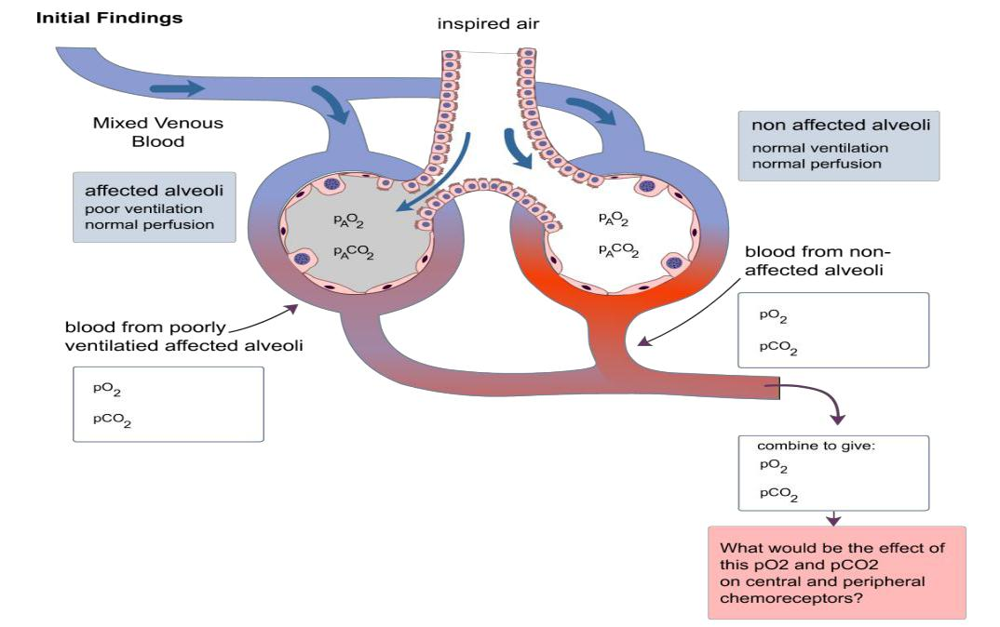 Initial Findings
inspired air
Mixed Venous
Blood
non affected alveoli
normal ventilation
normal perfusion
affected alveoli
poor ventilation
normal perfusion
pAO2
pACO2
pAO2
pACO2
blood from non-
affected alveoli
pO2
pCO2
blood from poorly
ventilatied affected alveoli
pO2
pCO2
combine to give:
pO2
pCO2
What would be the effect of
this pO2 and pCO2
on central and peripheral
chemoreceptors?